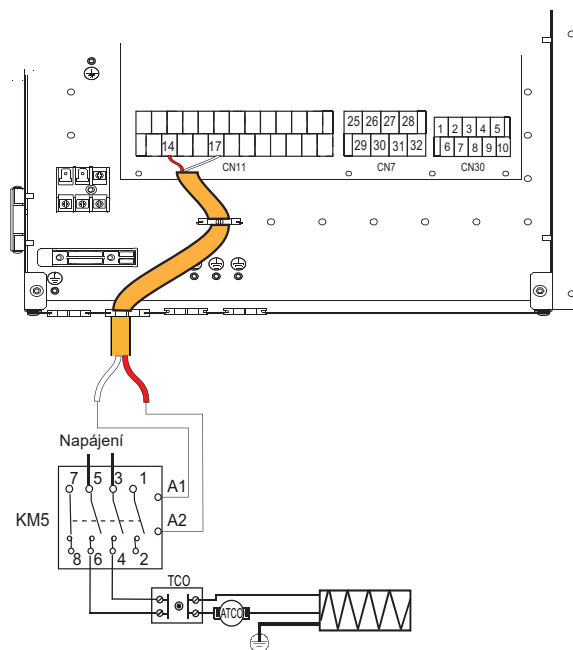 25 26 27 28
1 2 3 4 5
14 17
29 30 31 32
6 7 8 9 10
CN11 CN7 CN30
Napájení
7 5 3 1
A1
KM5
A2
8 6 4 2
TCO
ATCO